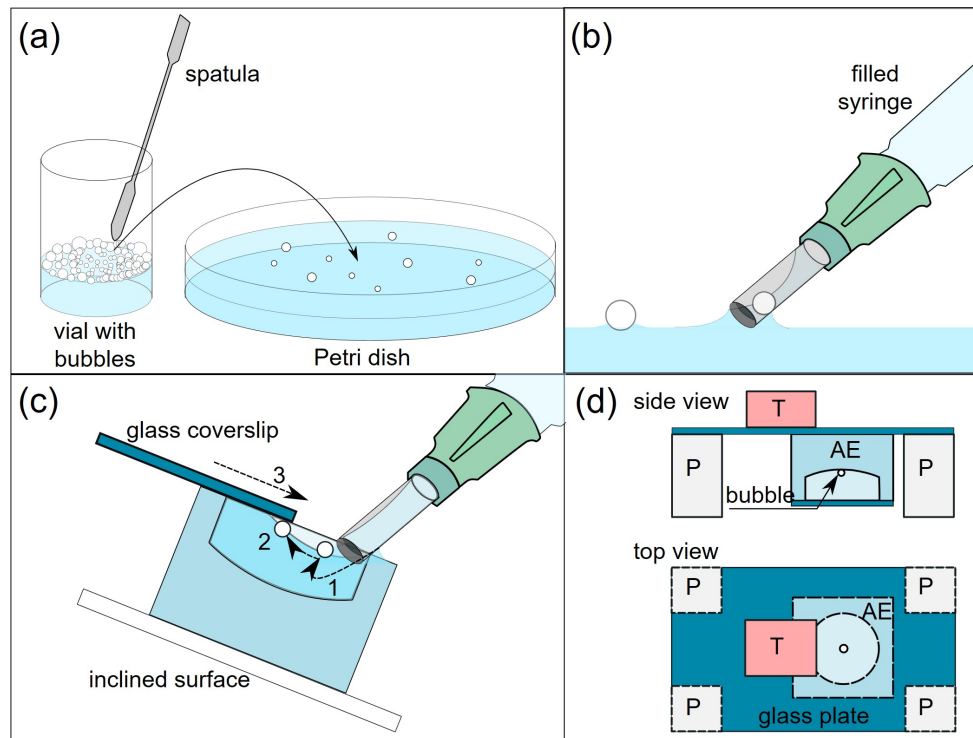 (a)
spatula
vial with
bubbles
Petri dish
(b)
filled
syringe
(c)
glass coverslip
3
2
1
inclined surface
(d)
side view
T
P
AE
P
bubble
top view
P
P
AE
T
P
P
glass plate